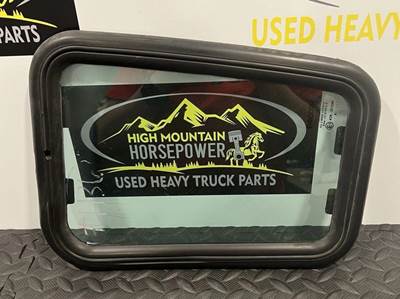 PARTS
USED HEAVY
HIGH MOUNTAIN
HORSEPOWER
USED HEAVY TRUCK PARTS